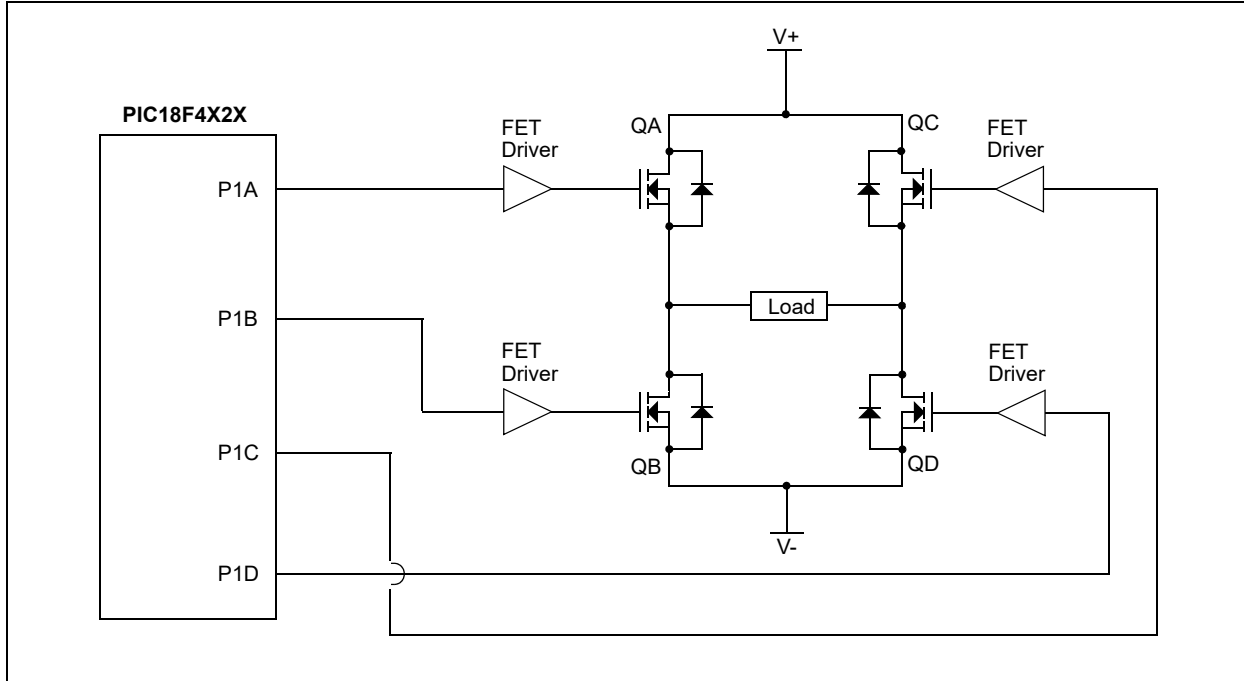 V+
PIC18F4X2X
FET
Driver
QA
QC
FET
Driver
P1A
Load
P1B
FET
Driver
FET
Driver
P1C
QB
QD
V-
P1D